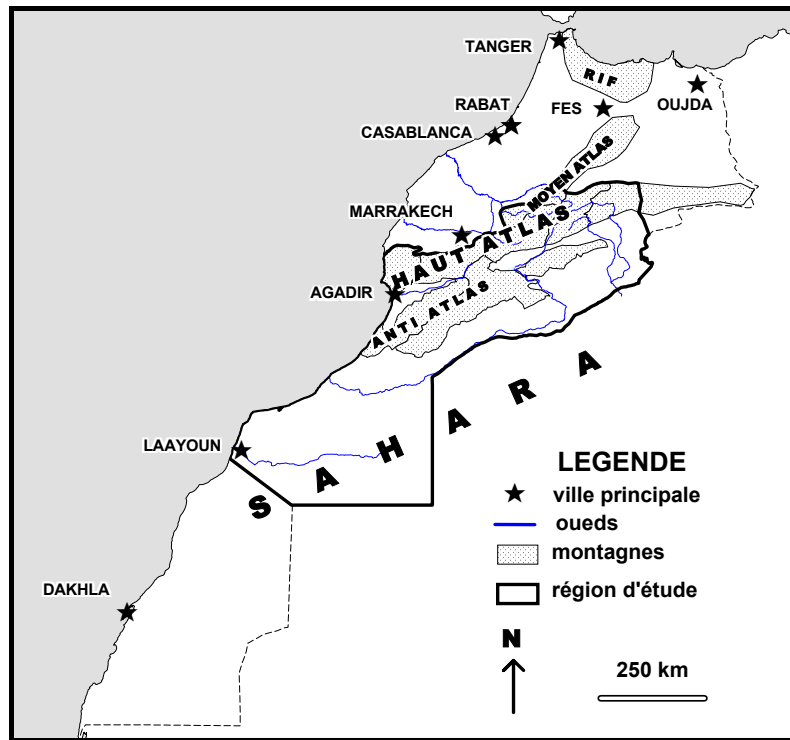 TANGER
RIF
RABAT
FES
OUJDA
CASABLANCA
MOYEN ATLAS
MARRAKECH
HAUT ATLAS
AGADIR
ANTI ATLAS
SAHARA
LAAYOUN
LEGENDE
ville principale
oueds
montagnes
région d'étude
DAKHLA
N
250 km